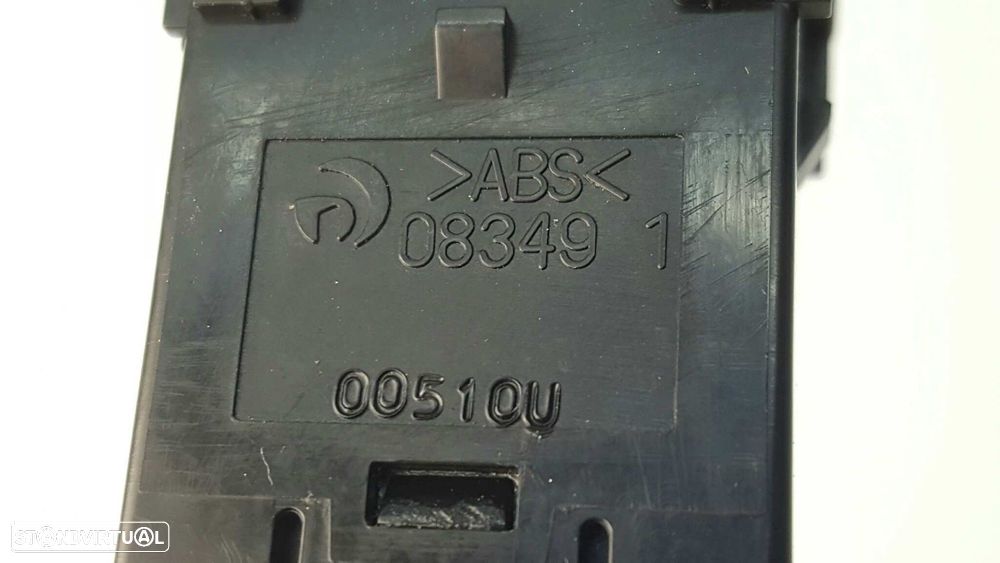 >ABS<
08349 1
00510U
STANDVIRTUAL